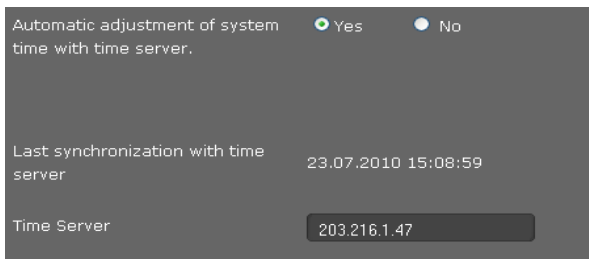 Automatic adjustment of system Yes No
time with time server.
Last synchronization with time
server 23.07.2010 15:08:59
Time Server 203.216.1.47